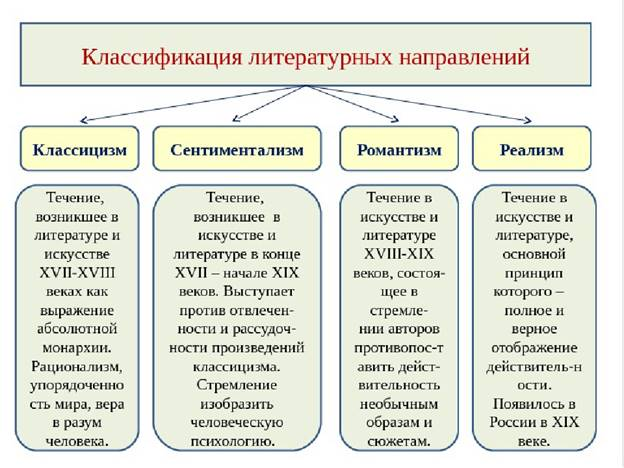 Классификация литературных направлений
Классицизм
Сентиментализм
Романтизм
Реализм
Течение,
возникшее в
литературе и
искусстве
XVII-XVIII
веках как
выражение
абсолютной
монархии.
Рационализм,
упорядоченно
сть мира, вера
в разум
человека.
Течение,
возникшее в
искусстве и
литературе в конце
XVII – начале XIX
веков. Выступает
против отвлечен-
ности и рассудоч-
ности произведений
классицизма.
Стремление
изобразить
человеческую
психологию.
Течение в
искусстве и
литературе
XVIII-XIX
веков, состоя-
щее в
стремле-
нии авторов
противопос-т
авить дейст-
вительность
необычным
образам и
сюжетам.
Течение в
искусстве и
литературе,
основной
принцип
которого –
полное и
верное
отображение
действитель-н
ости.
Появилось в
России в XIX
веке.